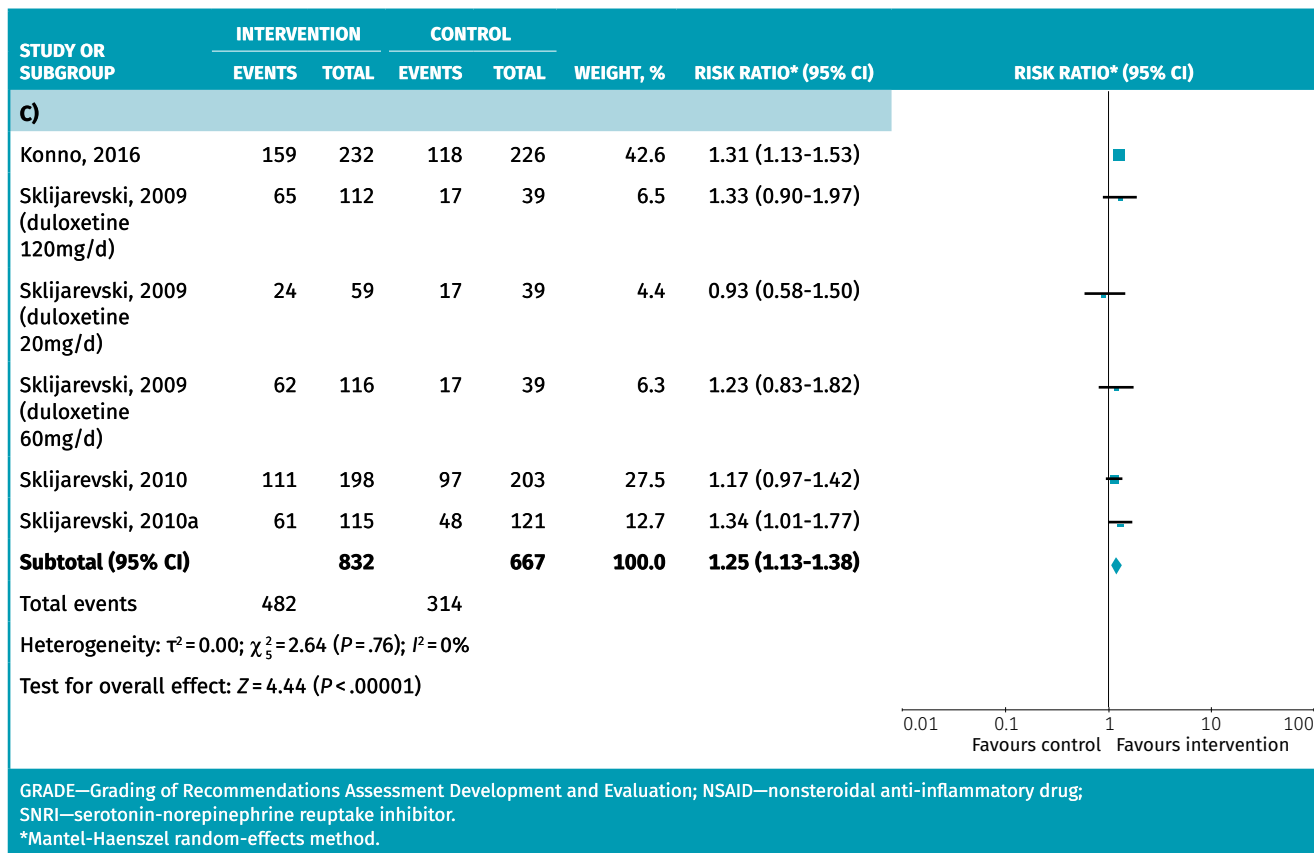 STUDY OR SUBGROUP INTERVENTION EVENTS TOTAL CONTROL EVENTS TOTAL WEIGHT, % RISK RATIO* (95% CI) RISK RATIO* (95% CI)
C)
Konno, 2016 159 232 118 226 42.6 1.31 (1.13-1.53)
Sklijarevski, 2009 65 112 17 39 6.5 1.33 (0.90-1.97)
(duloxetine
120mg/d)
Sklijarevski, 2009 24 59 17 39 4.4 0.93 (0.58-1.50)
(duloxetine
20mg/d)
Sklijarevski, 2009 62 116 17 39 6.3 1.23 (0.83-1.82)
(duloxetine
60mg/d)
Sklijarevski, 2010 111 198 97 203 27.5 1.17 (0.97-1.42)
Sklijarevski, 2010a 61 115 48 121 12.7 1.34 (1.01-1.77)
Subtotal (95% CI) 832 667 100.0 1.25 (1.13-1.38)
Total events 482 314
Heterogeneity: τ²=0.00; χ²₅=2.64 (P=.76); I²=0%
Test for overall effect: Z=4.44 (P<.00001)
0.01 0.1 1 10 100
Favours control Favours intervention
GRADE—Grading of Recommendations Assessment Development and Evaluation; NSAID—nonsteroidal anti-inflammatory drug;
SNRI—serotonin-norepinephrine reuptake inhibitor.
*Mantel-Haenszel random-effects method.